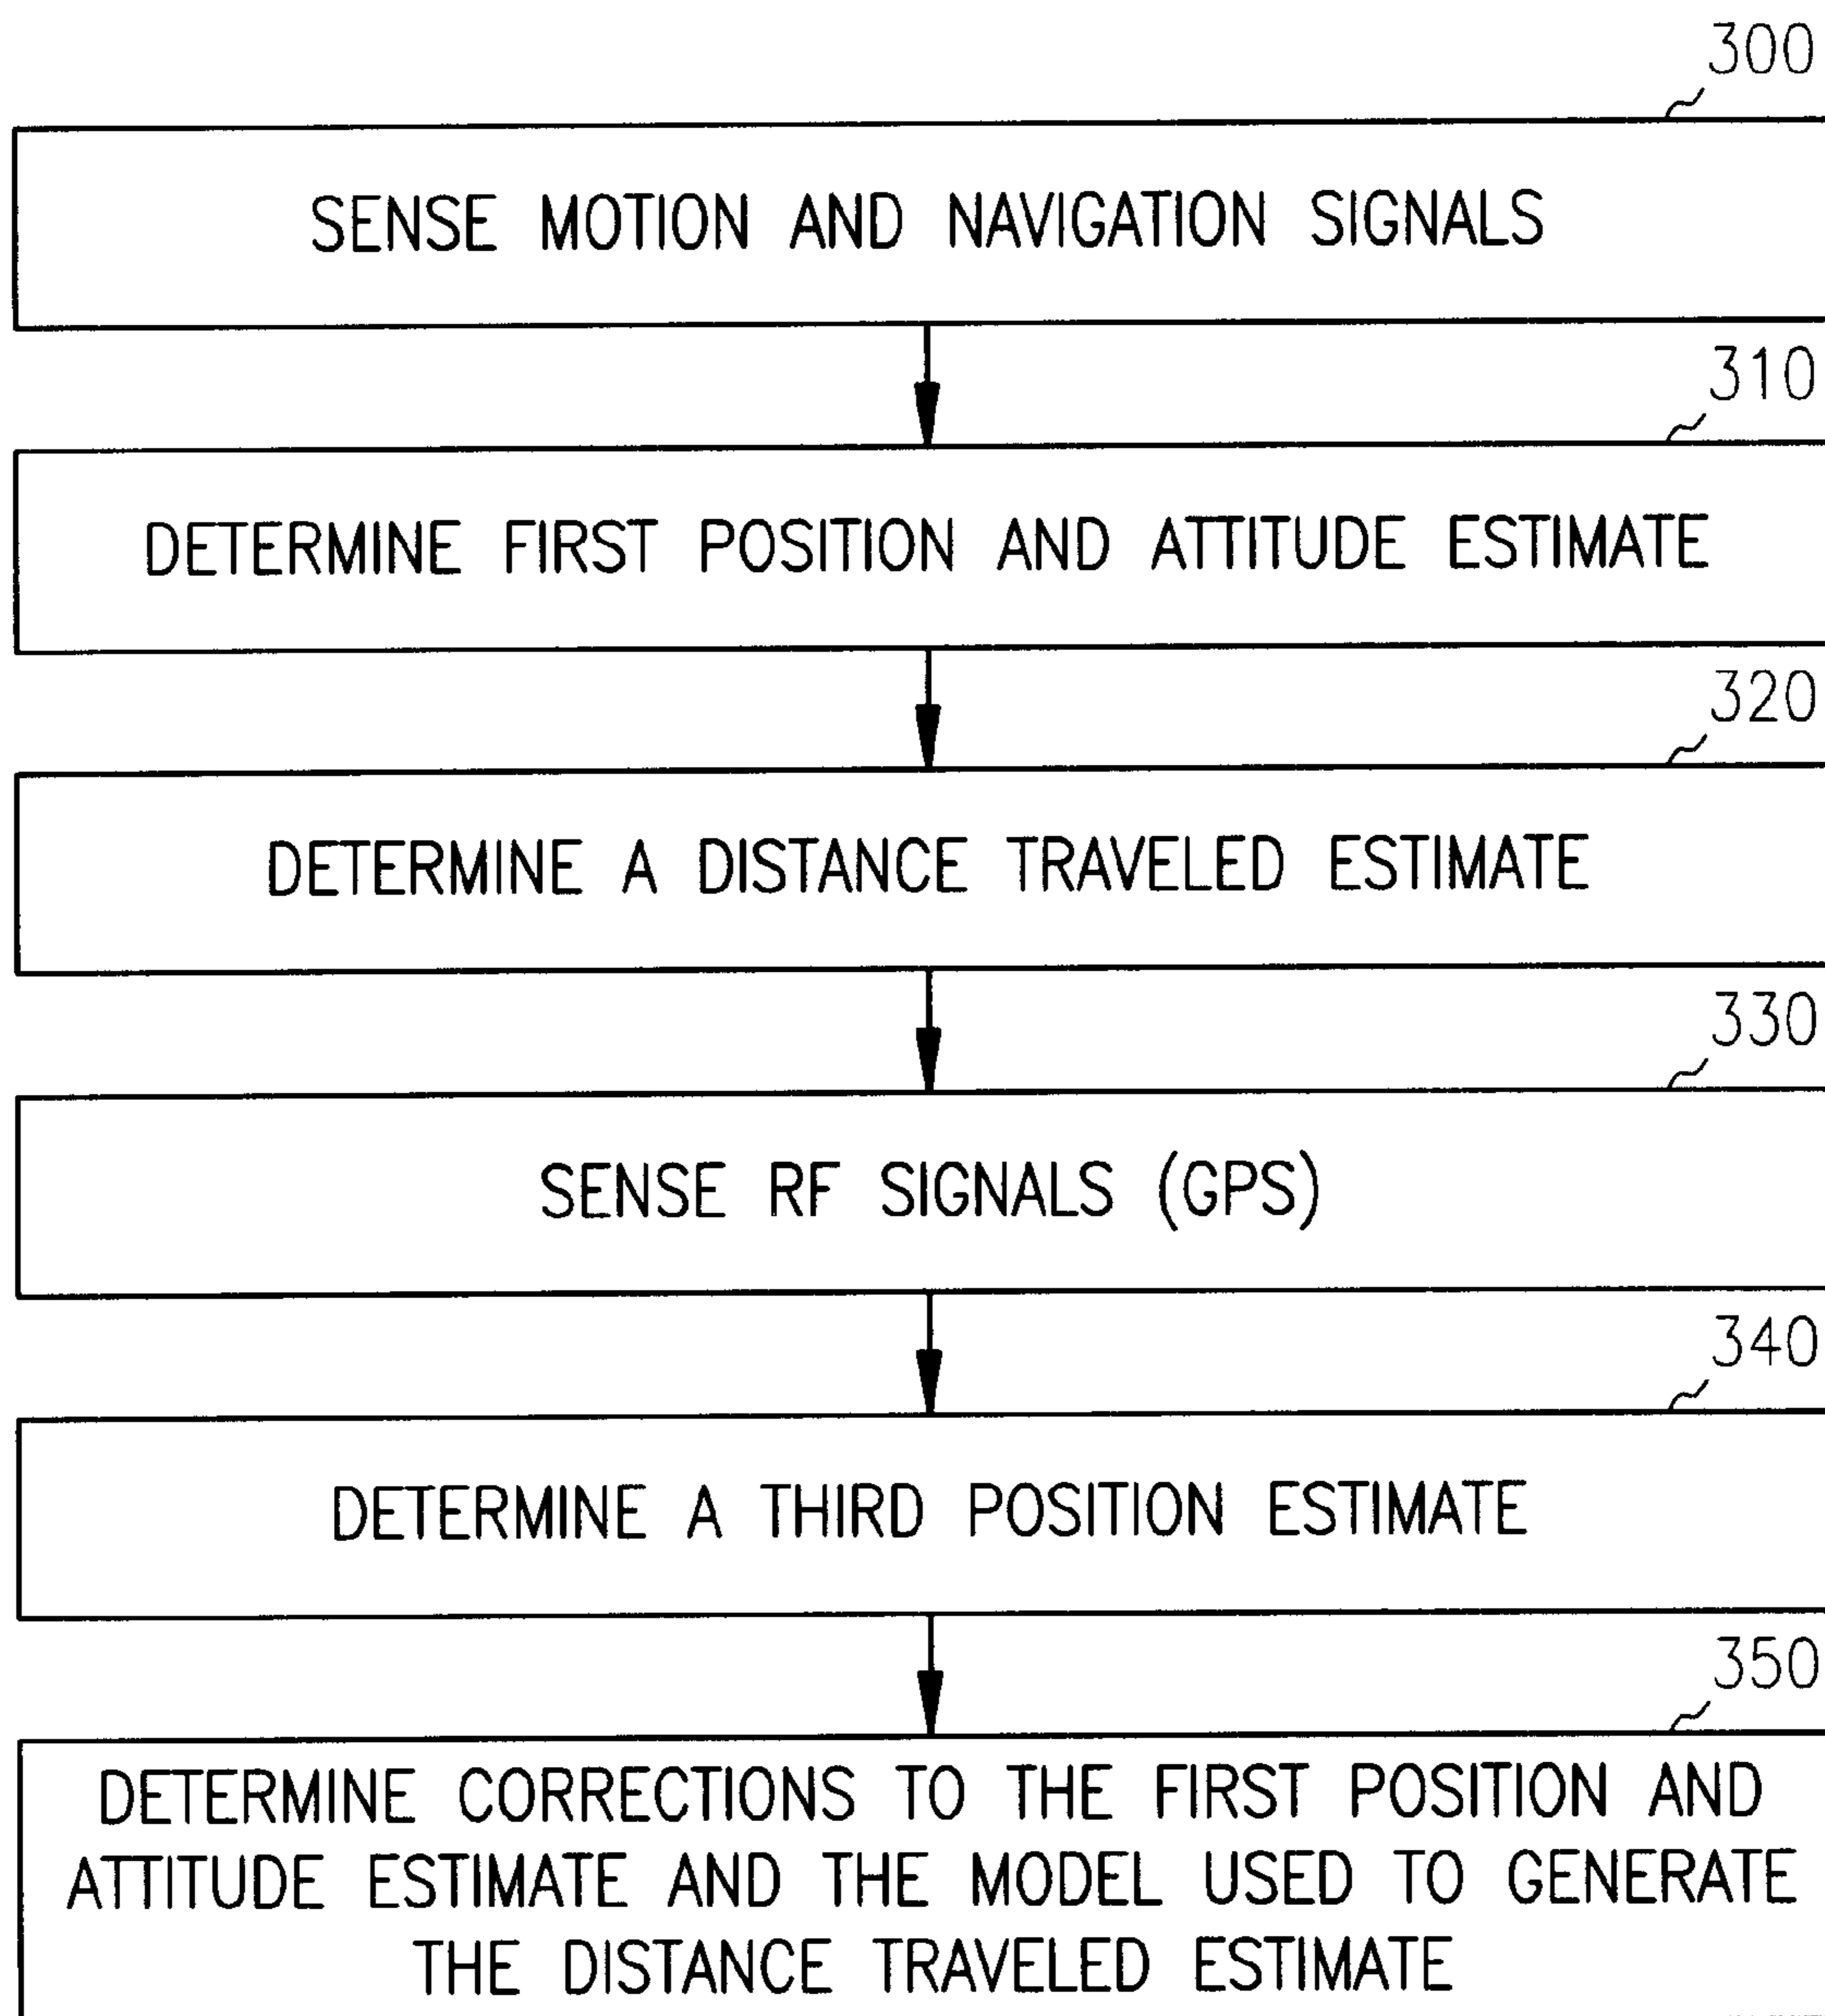 300
SENSE MOTION AND NAVIGATION SIGNALS
310
DETERMINE FIRST POSITION AND ATTITUDE ESTIMATE
320
DETERMINE A DISTANCE TRAVELED ESTIMATE
330
SENSE RF SIGNALS (GPS)
340
DETERMINE A THIRD POSITION ESTIMATE
350
DETERMINE CORRECTIONS TO THE FIRST POSITION AND
ATTITUDE ESTIMATE AND THE MODEL USED TO GENERATE
THE DISTANCE TRAVELED ESTIMATE